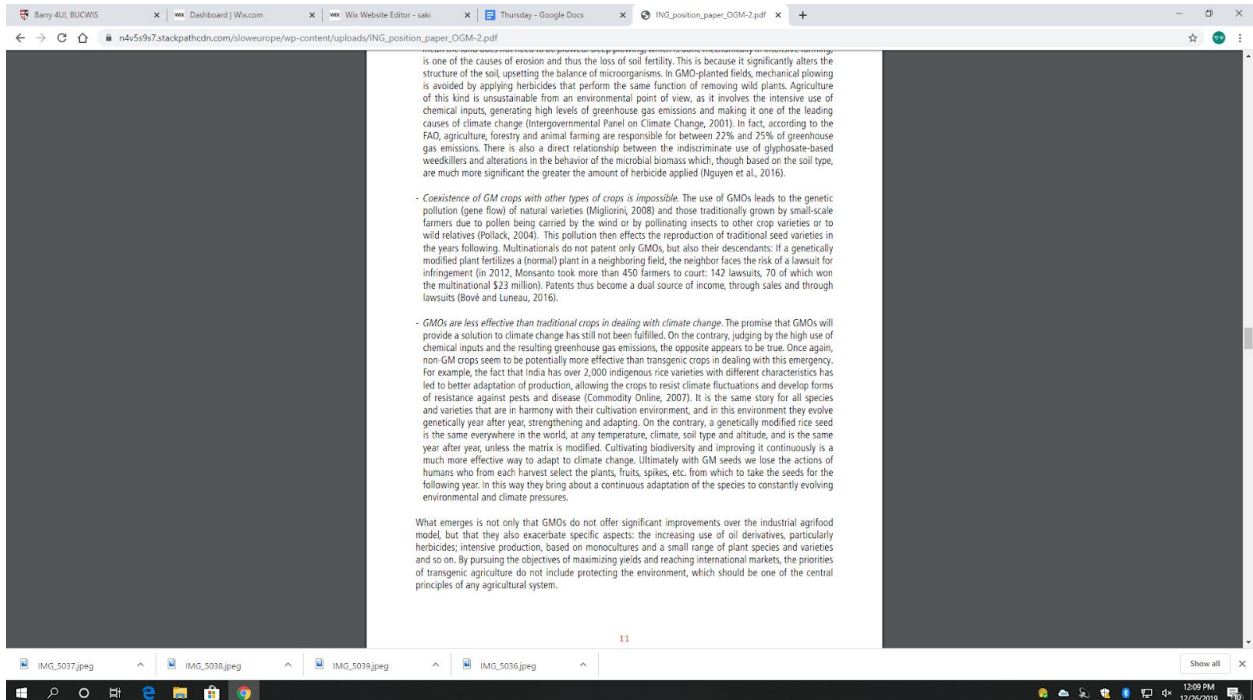 Barry 4U!, BUCWIS
WIX Dashboard | Wix.com
WIX Wix Website Editor - saki
Thursday - Google Docs
ING_position_paper_OGM-2.pdf
n4v5s9s7.stackpathcdn.com/sloweurope/wp-content/uploads/ING_position_paper_OGM-2.pdf
mean the land does not need to be plowed. Deep plowing, which is done mechanically in intensive farming,
is one of the causes of erosion and thus the loss of soil fertility. This is because it significantly alters the
structure of the soil, upsetting the balance of microorganisms. In GMO-planted fields, mechanical plowing
is avoided by applying herbicides that perform the same function of removing wild plants. Agriculture
of this kind is unsustainable from an environmental point of view, as it involves the intensive use of
chemical inputs, generating high levels of greenhouse gas emissions and making it one of the leading
causes of climate change (Intergovernmental Panel on Climate Change, 2001). In fact, according to the
FAO, agriculture, forestry and animal farming are responsible for between 22% and 25% of greenhouse
gas emissions. There is also a direct relationship between the indiscriminate use of glyphosate-based
weedkillers and alterations in the behavior of the microbial biomass which, though based on the soil type,
are much more significant the greater the amount of herbicide applied (Nguyen et al., 2016).
- Coexistence of GM crops with other types of crops is impossible. The use of GMOs leads to the genetic
pollution (gene flow) of natural varieties (Migliorini, 2008) and those traditionally grown by small-scale
farmers due to pollen being carried by the wind or by pollinating insects to other crop varieties or to
wild relatives (Pollack, 2004). This pollution then effects the reproduction of traditional seed varieties in
the years following. Multinationals do not patent only GMOs, but also their descendants: If a genetically
modified plant fertilizes a (normal) plant in a neighboring field, the neighbor faces the risk of a lawsuit for
infringement (in 2012, Monsanto took more than 450 farmers to court: 142 lawsuits, 70 of which won
the multinational $23 million). Patents thus become a dual source of income, through sales and through
lawsuits (Bové and Luneau, 2016).
- GMOs are less effective than traditional crops in dealing with climate change. The promise that GMOs will
provide a solution to climate change has still not been fulfilled. On the contrary, judging by the high use of
chemical inputs and the resulting greenhouse gas emissions, the opposite appears to be true. Once again,
non-GM crops seem to be potentially more effective than transgenic crops in dealing with this emergency.
For example, the fact that India has over 2,000 indigenous rice varieties with different characteristics has
led to better adaptation of production, allowing the crops to resist climate fluctuations and develop forms
of resistance against pests and disease (Commodity Online, 2007). It is the same story for all species
and varieties that are in harmony with their cultivation environment, and in this environment they evolve
genetically year after year, strengthening and adapting. On the contrary, a genetically modified rice seed
is the same everywhere in the world, at any temperature, climate, soil type and altitude, and is the same
year after year, unless the matrix is modified. Cultivating biodiversity and improving it continuously is a
much more effective way to adapt to climate change. Ultimately with GM seeds we lose the actions of
humans who from each harvest select the plants, fruits, spikes, etc. from which to take the seeds for the
following year. In this way they bring about a continuous adaptation of the species to constantly evolving
environmental and climate pressures.
What emerges is not only that GMOs do not offer significant improvements over the industrial agrifood
model, but that they also exacerbate specific aspects: the increasing use of oil derivatives, particularly
herbicides; intensive production, based on monocultures and a small range of plant species and varieties
and so on. By pursuing the objectives of maximizing yields and reaching international markets, the priorities
of transgenic agriculture do not include protecting the environment, which should be one of the central
principles of any agricultural system.
11
IMG_5037.jpeg
IMG_5038.jpeg
IMG_5039.jpeg
IMG_5036.jpeg
Show all
12:09 PM
12/26/2019